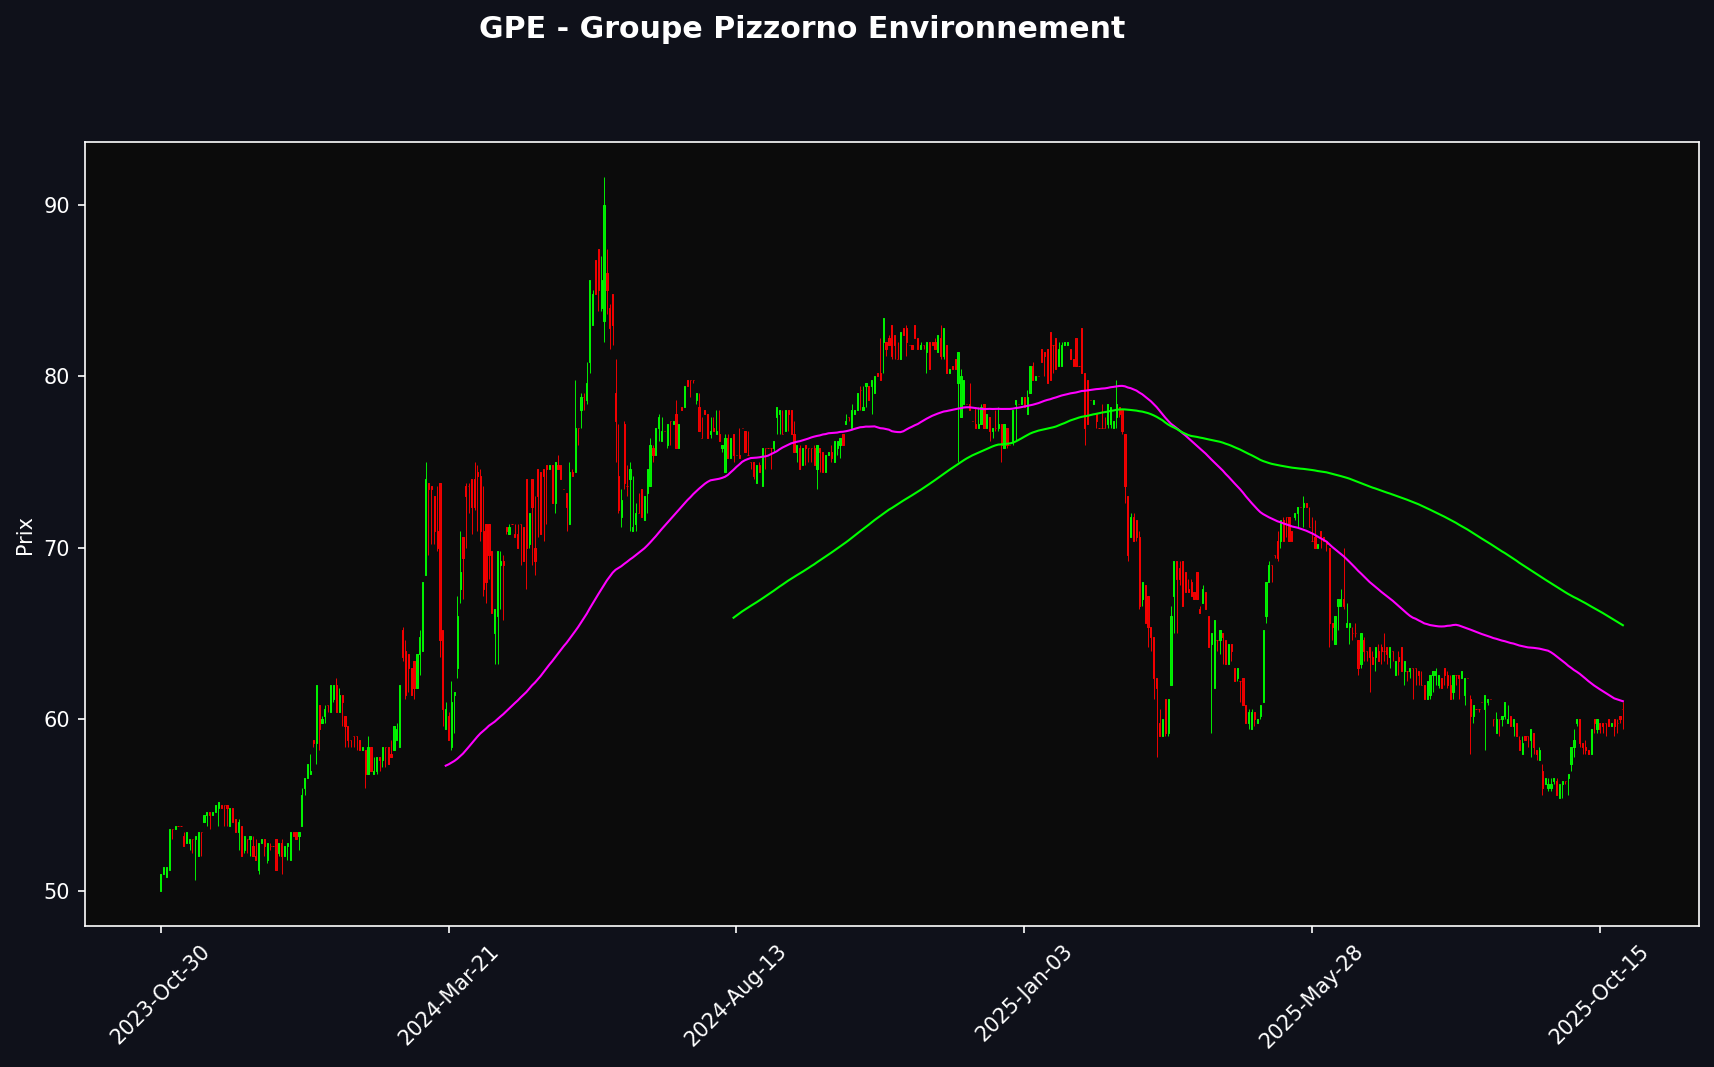 GPE - Groupe Pizzorno Environnement
Prix
90
80
70
60
50
2023-Oct-30
2024-Mar-21
2024-Aug-13
2025-Jan-03
2025-May-28
2025-Oct-15